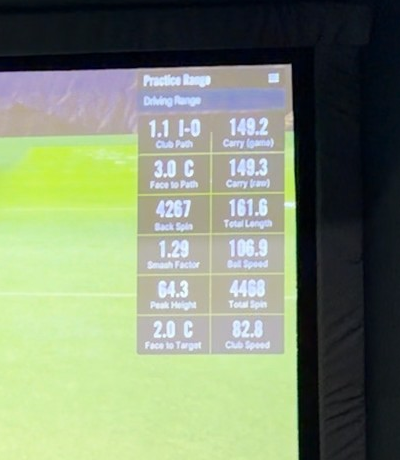 Practice Range
Driving Range
1.1 I-O 149.2
Club Path Carry (game)
3.0 C 149.3
Face to Path Carry (raw)
4267 161.6
Back Spin Total Length
1.29 106.9
Smash Factor Ball Speed
64.3 4468
Peak Height Total Spin
2.0 C 82.8
Face to Target Club Speed